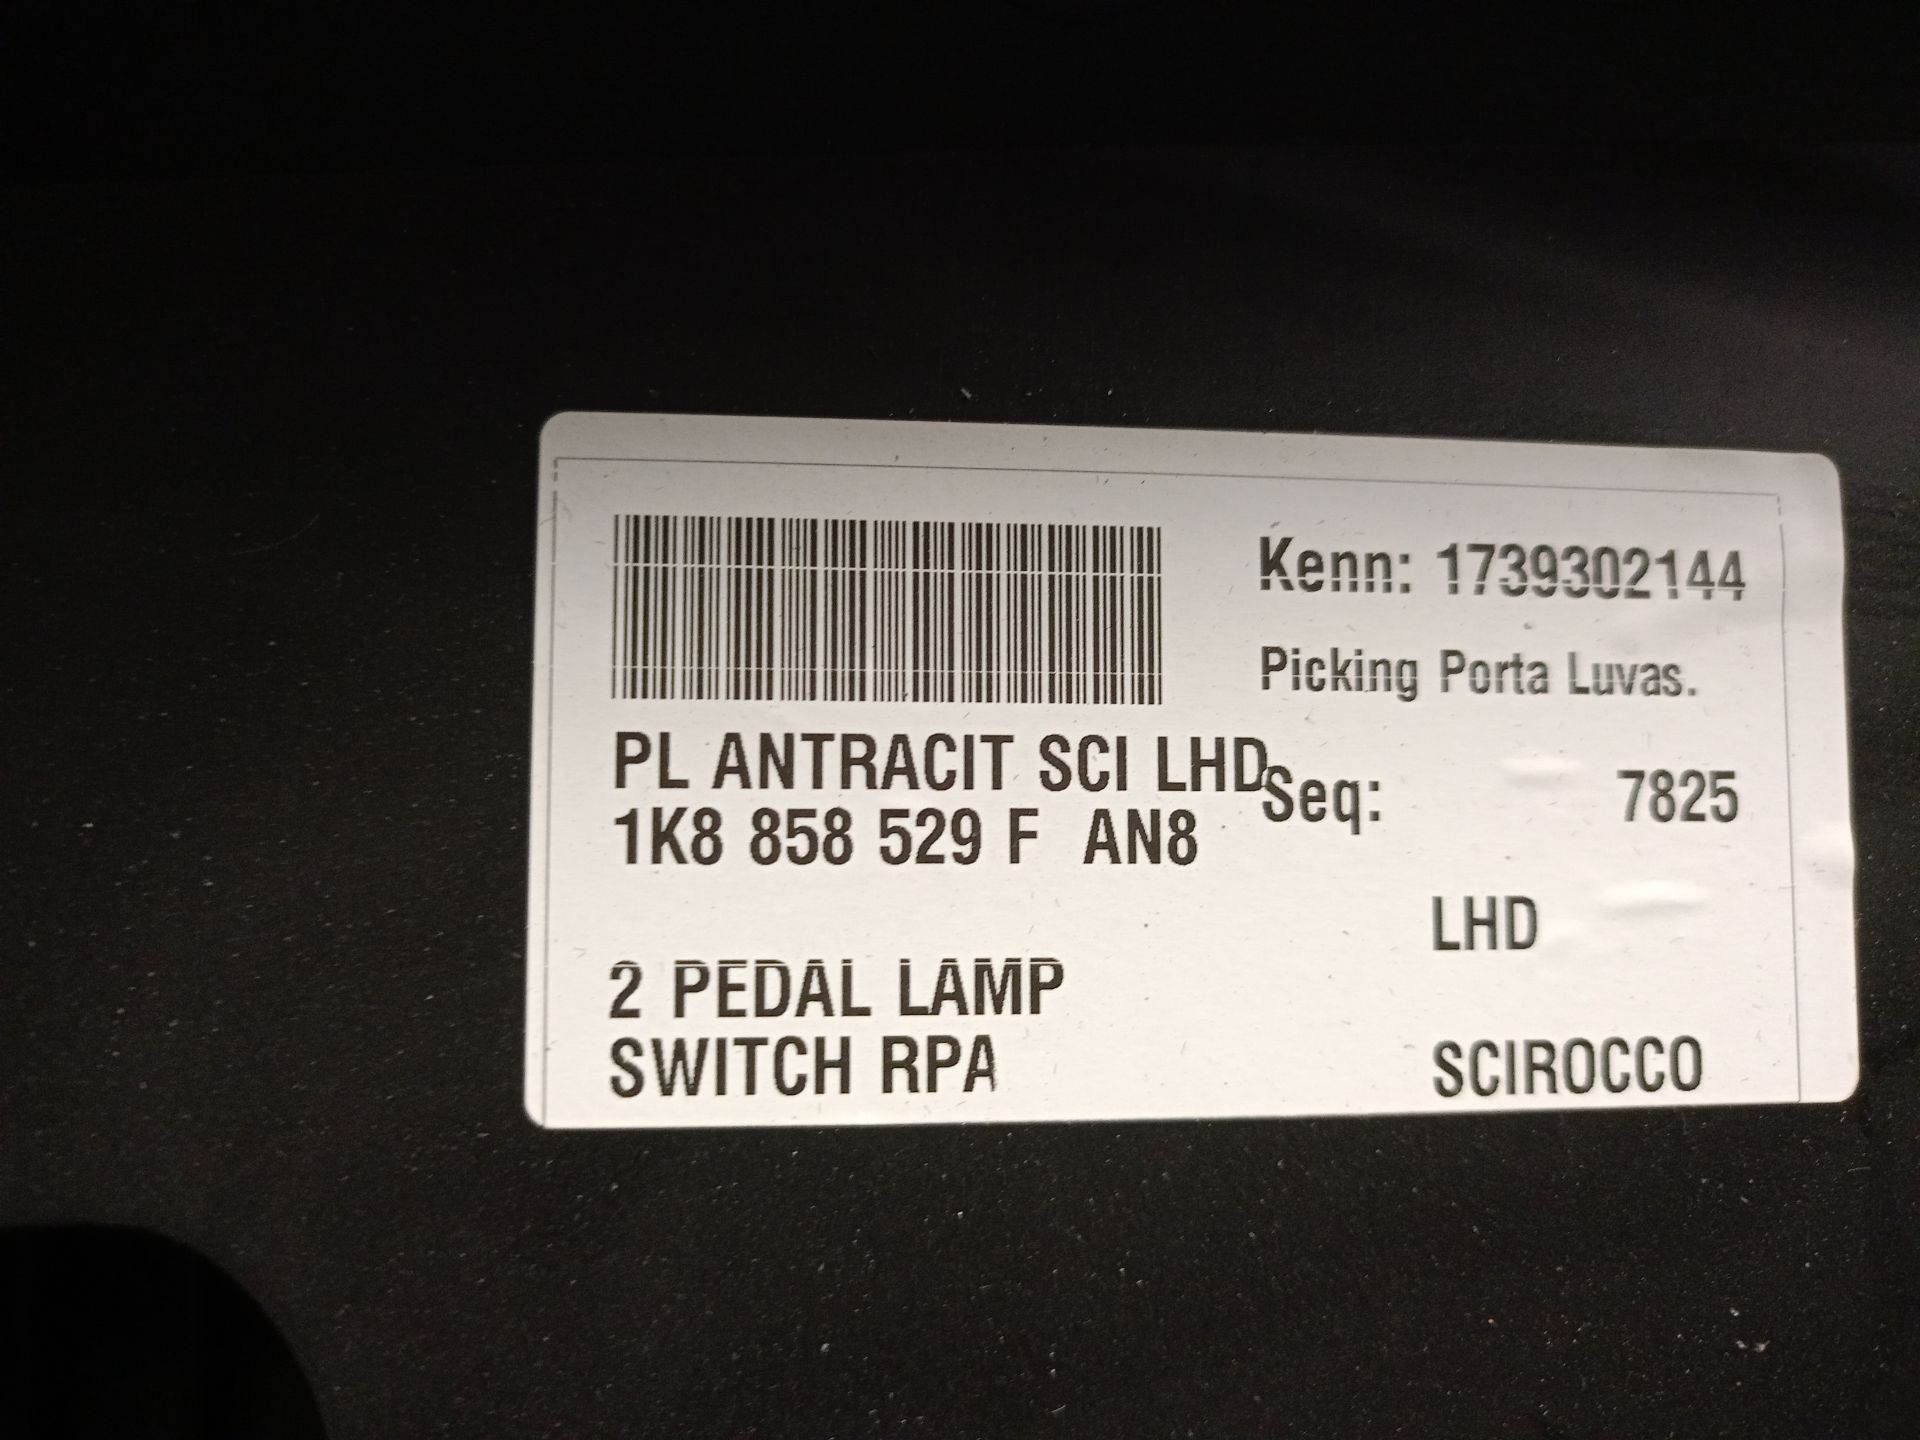 Kenn: 1739302144
Picking Porta Luvas.
PL ANTRACIT SCI LHD
Seq: 7825
1K8 858 529 F AN8
LHD
2 PEDAL LAMP
SWITCH RPA
SCIROCCO